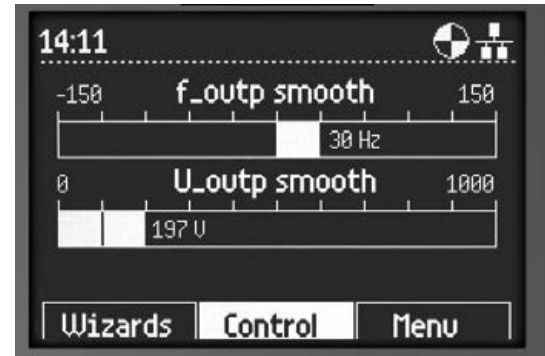 14:11
-150 f_outp smooth 150
30 Hz
0 U_outp smooth 1000
197 V
Wizards Control Menu